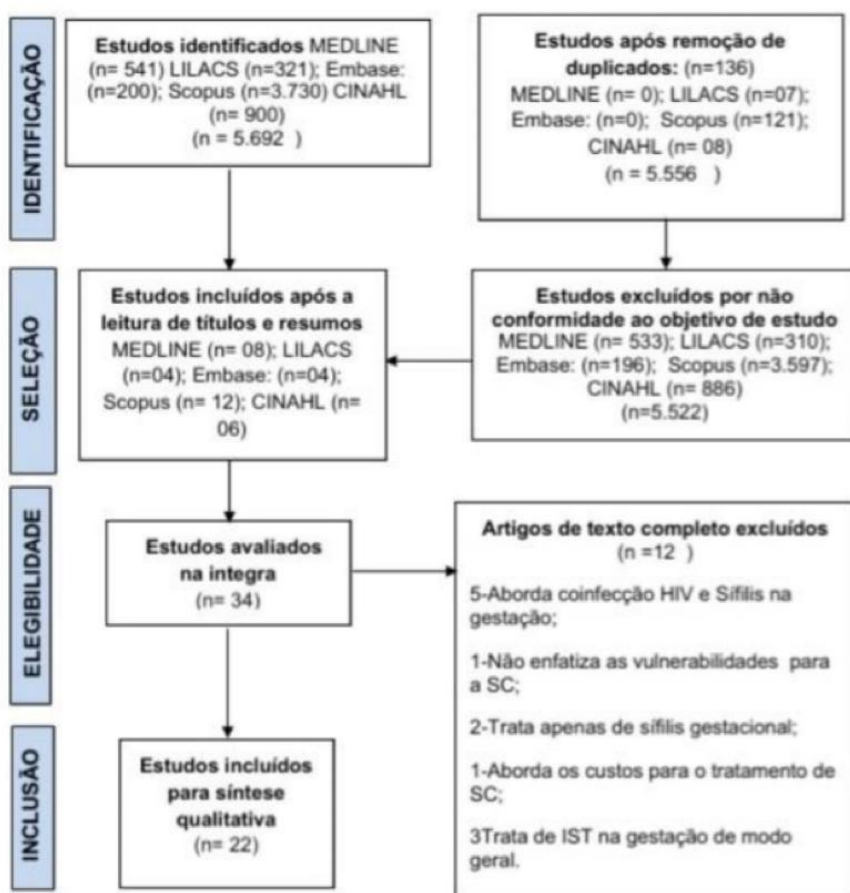 IDENTIFICAÇÃO
Estudos identificados MEDLINE
(n= 541) LILACS (n=321); Embase:
(n=200); Scopus (n=3.730) CINAHL
(n= 900)
(n = 5.692 )
Estudos após remoção de
duplicados: (n=136)
MEDLINE (n= 0); LILACS (n=07);
Embase: (n=0); Scopus (n=121);
CINAHL (n= 08)
(n = 5.556 )
SELEÇÃO
Estudos incluídos após a
leitura de títulos e resumos
MEDLINE (n= 08); LILACS
(n=04); Embase: (n=04);
Scopus (n= 12); CINAHL (n=
06)
Estudos excluídos por não
conformidade ao objetivo de estudo
MEDLINE (n= 533); LILACS (n=310);
Embase: (n=196); Scopus (n=3.597);
CINAHL (n= 886)
(n=5.522)
ELEGIBILIDADE
Estudos avaliados
na integra
(n= 34)
Artigos de texto completo excluídos
(n =12 )
5-Aborda coinfecção HIV e Sífilis na
gestação;
1-Não enfatiza as vulnerabilidades para
a SC;
2-Trata apenas de sífilis gestacional;
1-Aborda os custos para o tratamento de
SC;
3Trata de IST na gestação de modo
geral.
INCLUSÃO
Estudos incluídos
para síntese
qualitativa
(n= 22)